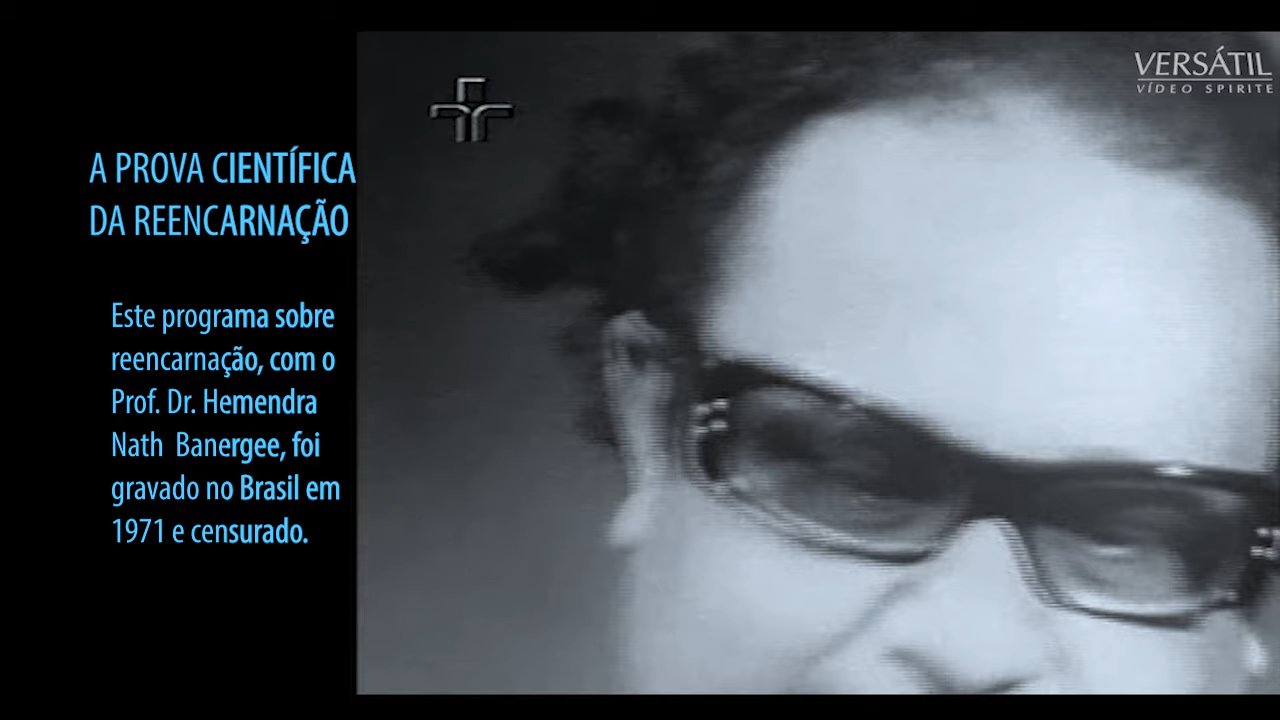 A PROVA CIENTÍFICA
DA REENCARNAÇÃO
Este programa sobre
reencarnação, com o
Prof. Dr. Hemendra
Nath Banergee, foi
gravado no Brasil em
1971 e censurado.
VERSÁTIL
VÍDEO SPIRITE